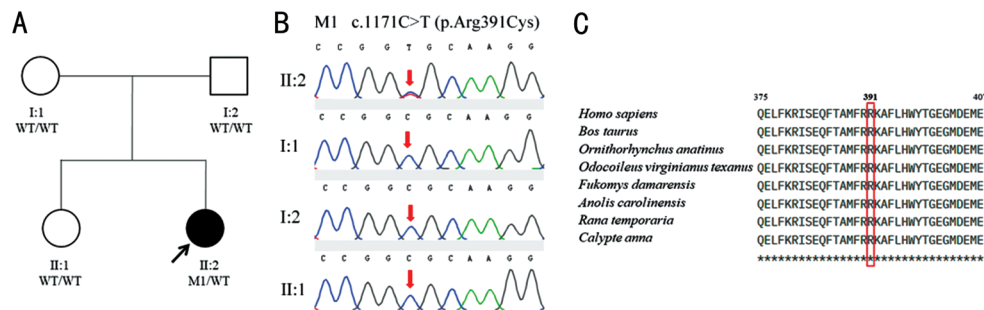 A
I:1
WT/WT
I:2
WT/WT
II:1
WT/WT
II:2
M1/WT
B
M1 c.1171C>T (p.Arg391Cys)
C C G G T G C A A G G
II:2
C C G G C G C A A G G
I:1
C C G G C G C A A G G
I:2
C C G G C G C A A G G
II:1
C
375 391 407
Homo sapiens QELFKRISEQFTAMFRRKAFLHWYTGEGMDEME
Bos taurus QELFKRISEQFTAMFRRKAFLHWYTGEGMDEME
Ornithorhynchus anatinus QELFKRISEQFTAMFRRKAFLHWYTGEGMDEME
Odocoileus virginianus texanus QELFKRISEQFTAMFRRKAFLHWYTGEGMDEME
Fukomys damarensis QELFKRISEQFTAMFRRKAFLHWYTGEGMDEME
Anolis carolinensis QELFKRISEQFTAMFRRKAFLHWYTGEGMDEME
Rana temporaria QELFKRISEQFTAMFRRKAFLHWYTGEGMDEME
Calypte anna QELFKRISEQFTAMFRRKAFLHWYTGEGMDEME
*********************************